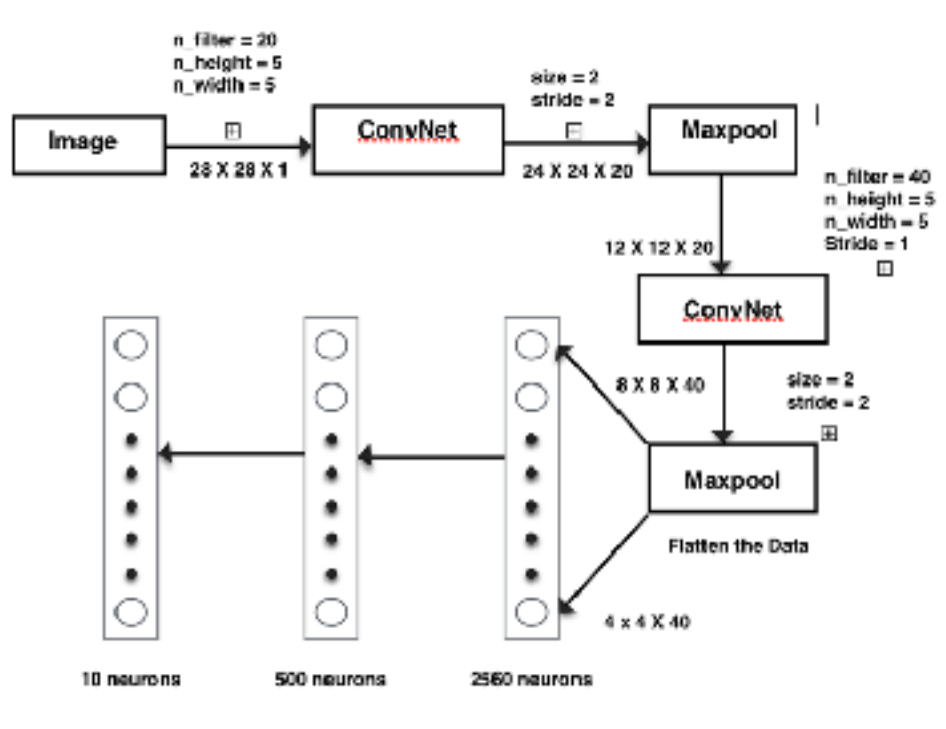 n_filter = 20
n_height = 5
n_width = 5
size = 2
stride = 2
Image
ConvNet
Maxpool
28 X 28 X 1
24 X 24 X 20
n_filter = 40
n_height = 5
n_width = 5
Stride = 1
12 X 12 X 20
ConvNet
8 X 8 X 40
size = 2
stride = 2
Maxpool
Flatten the Data
4 x 4 X 40
10 neurons
500 neurons
2560 neurons